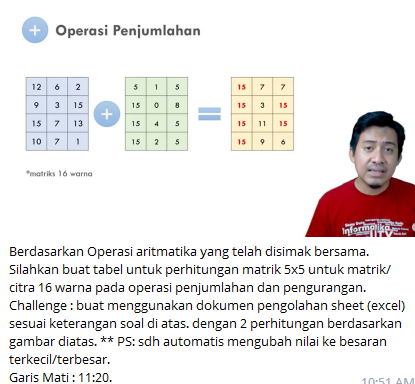 + Operasi Penjumlahan
12 6 2 5 1 5 15 7 7
9 3 15 + 15 0 8 = 15 3 15
15 7 13 15 4 5 15 11 15
10 7 1 15 2 5 15 9 6
*matriks 16 warna
Informatika
UTY
Berdasarkan Operasi aritmatika yang telah disimak bersama.
Silahkan buat tabel untuk perhitungan matrik 5x5 untuk matrik/
citra 16 warna pada operasi penjumlahan dan pengurangan.
Challenge : buat menggunakan dokumen pengolahan sheet (excel)
sesuai keterangan soal di atas. dengan 2 perhitungan berdasarkan
gambar diatas. ** PS: sdh automatis mengubah nilai ke besaran
terkecil/terbesar.
Garis Mati : 11:20.
10:51 AM